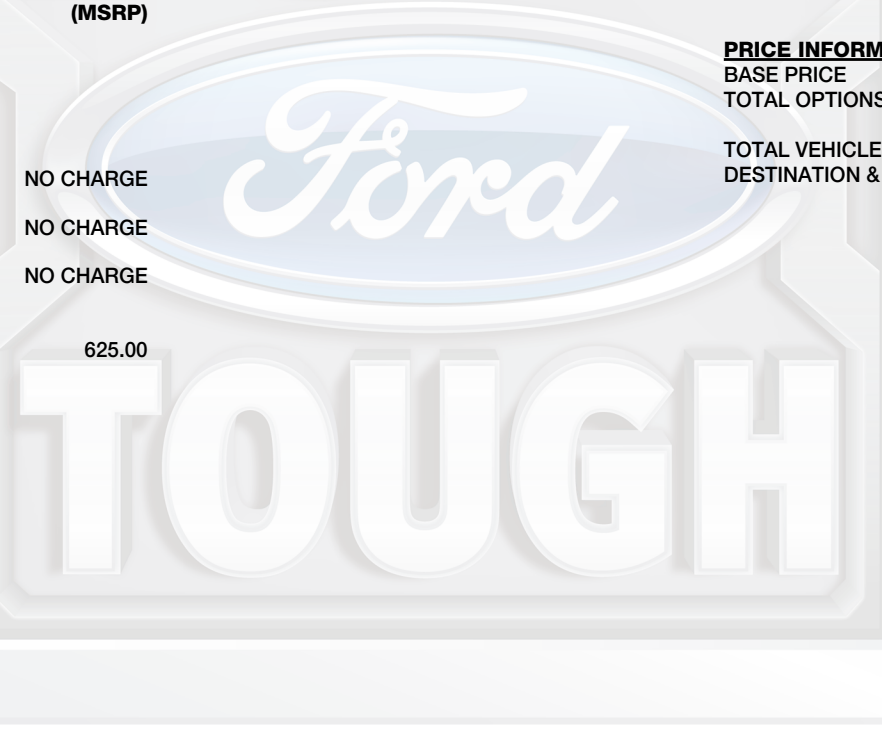 (MSRP)
NO CHARGE
NO CHARGE
NO CHARGE
625.00
PRICE INFORM
BASE PRICE
TOTAL OPTIONS
TOTAL VEHICLE
DESTINATION &
Ford
TOUGH